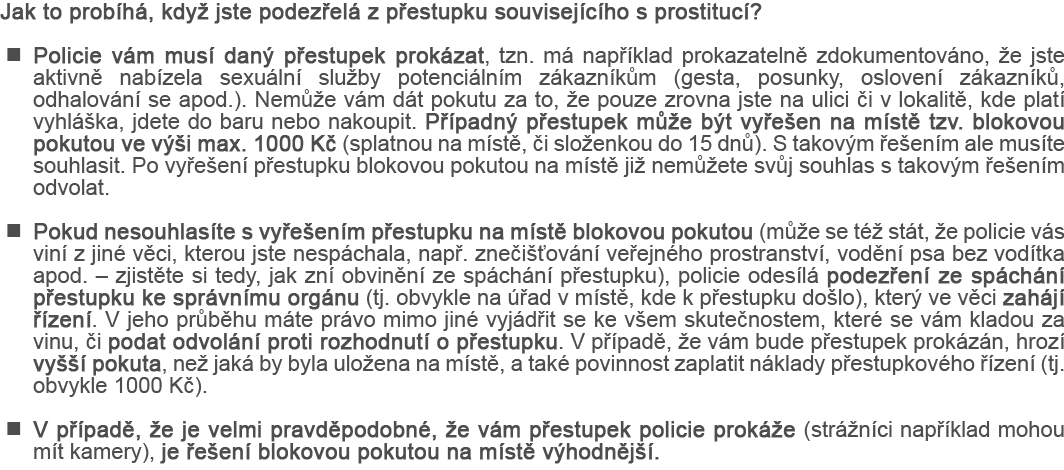 Jak to probíhá, když jste podezřelá z přestupku souvisejícího s prostitucí?
■ Policie vám musí daný přestupek prokázat, tzn. má například prokazatelně zdokumentováno, že jste
aktivně nabízela sexuální služby potenciálním zákazníkům (gesta, posunky, oslovení zákazníků,
odhalování se apod.). Nemůže vám dát pokutu za to, že pouze zrovna jste na ulici či v lokalitě, kde platí
vyhláška, jdete do baru nebo nakoupit. Případný přestupek může být vyřešen na místě tzv. blokovou
pokutou ve výši max. 1000 Kč (splatnou na místě, či složenkou do 15 dnů). S takovým řešením ale musíte
souhlasit. Po vyřešení přestupku blokovou pokutou na místě již nemůžete svůj souhlas s takovým řešením
odvolat.
■ Pokud nesouhlasíte s vyřešením přestupku na místě blokovou pokutou (může se též stát, že policie vás
viní z jiné věci, kterou jste nespáchala, např. znečišťování veřejného prostranství, vodění psa bez vodítka
apod. – zjistěte si tedy, jak zní obvinění ze spáchání přestupku), policie odesílá podezření ze spáchání
přestupku ke správnímu orgánu (tj. obvykle na úřad v místě, kde k přestupku došlo), který ve věci zahájí
řízení. V jeho průběhu máte právo mimo jiné vyjádřit se ke všem skutečnostem, které se vám kladou za
vinu, či podat odvolání proti rozhodnutí o přestupku. V případě, že vám bude přestupek prokázán, hrozí
vyšší pokuta, než jaká by byla uložena na místě, a také povinnost zaplatit náklady přestupkového řízení (tj.
obvykle 1000 Kč).
■ V případě, že je velmi pravděpodobné, že vám přestupek policie prokáže (strážníci například mohou
mít kamery), je řešení blokovou pokutou na místě výhodnější.